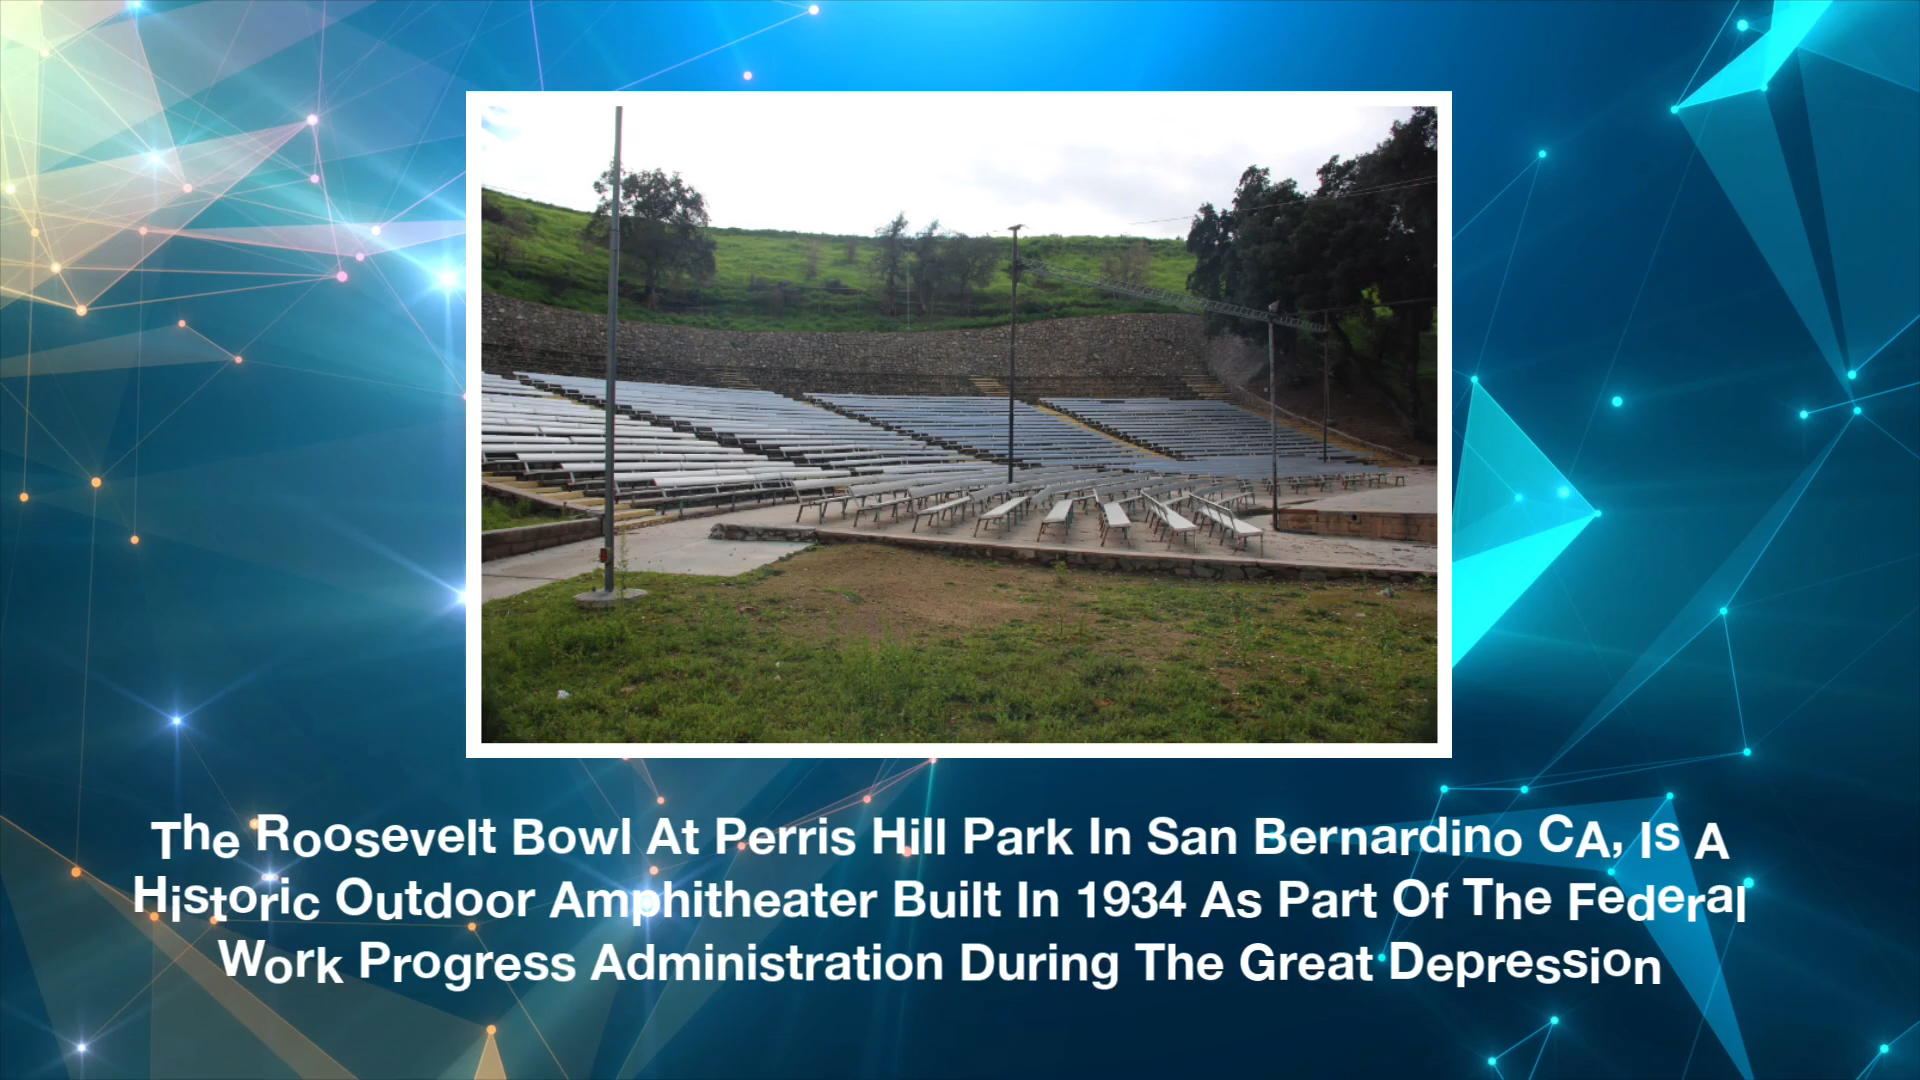 The Roosevelt Bowl At Perris Hill Park In San Bernardino CA, Is A
Historic Outdoor Amphitheater Built In 1934 As Part Of The Federal
Work Progress Administration During The Great Depression